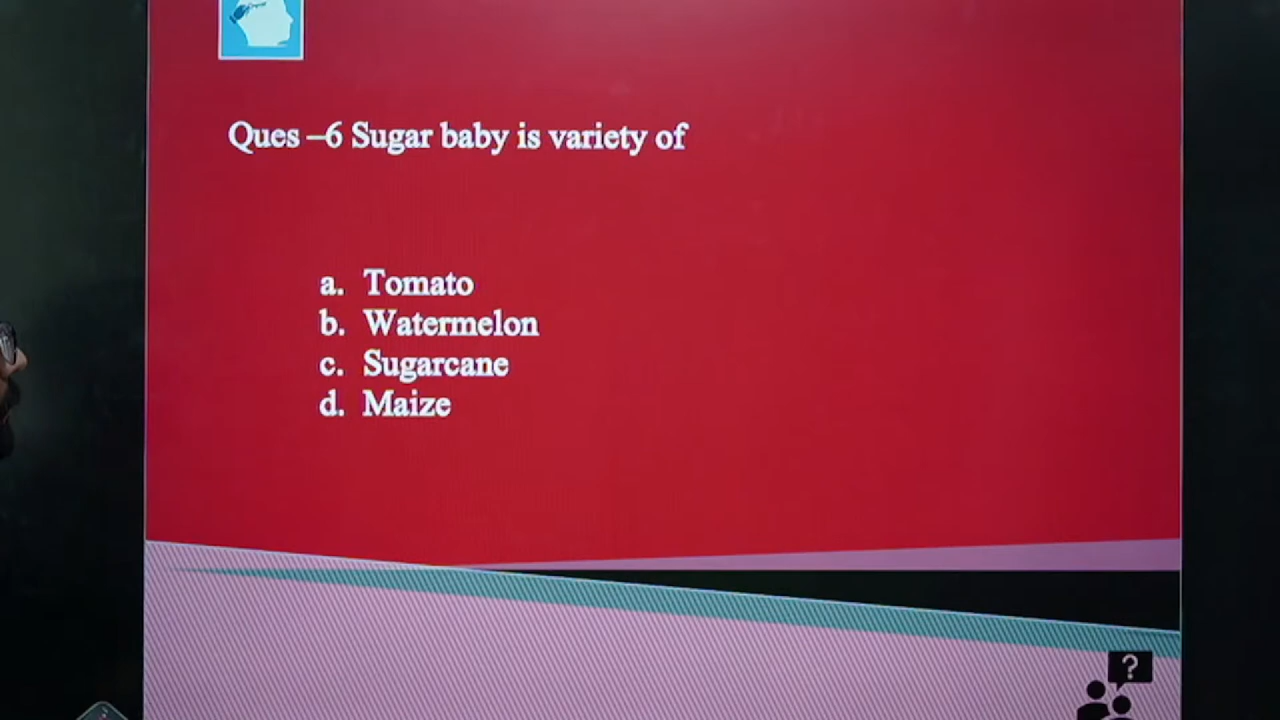 Ques –6 Sugar baby is variety of
a. Tomato
b. Watermelon
c. Sugarcane
d. Maize
?